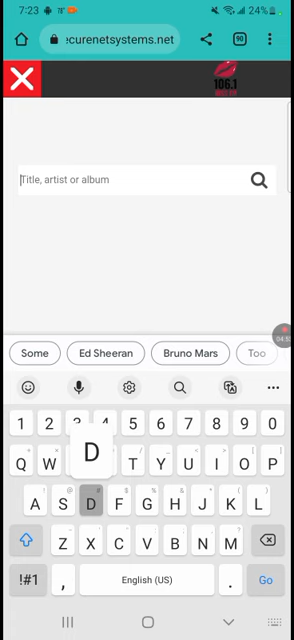 7:23 24%
:curenetsystems.net 90
106.1
Title, artist or album
Some Ed Sheeran Bruno Mars Too
1 2 3 4 5 6 7 8 9 0
Q W D T Y U I O P
A S D F G H J K L
Z X C V B N M
!#1 , English (US) . Go